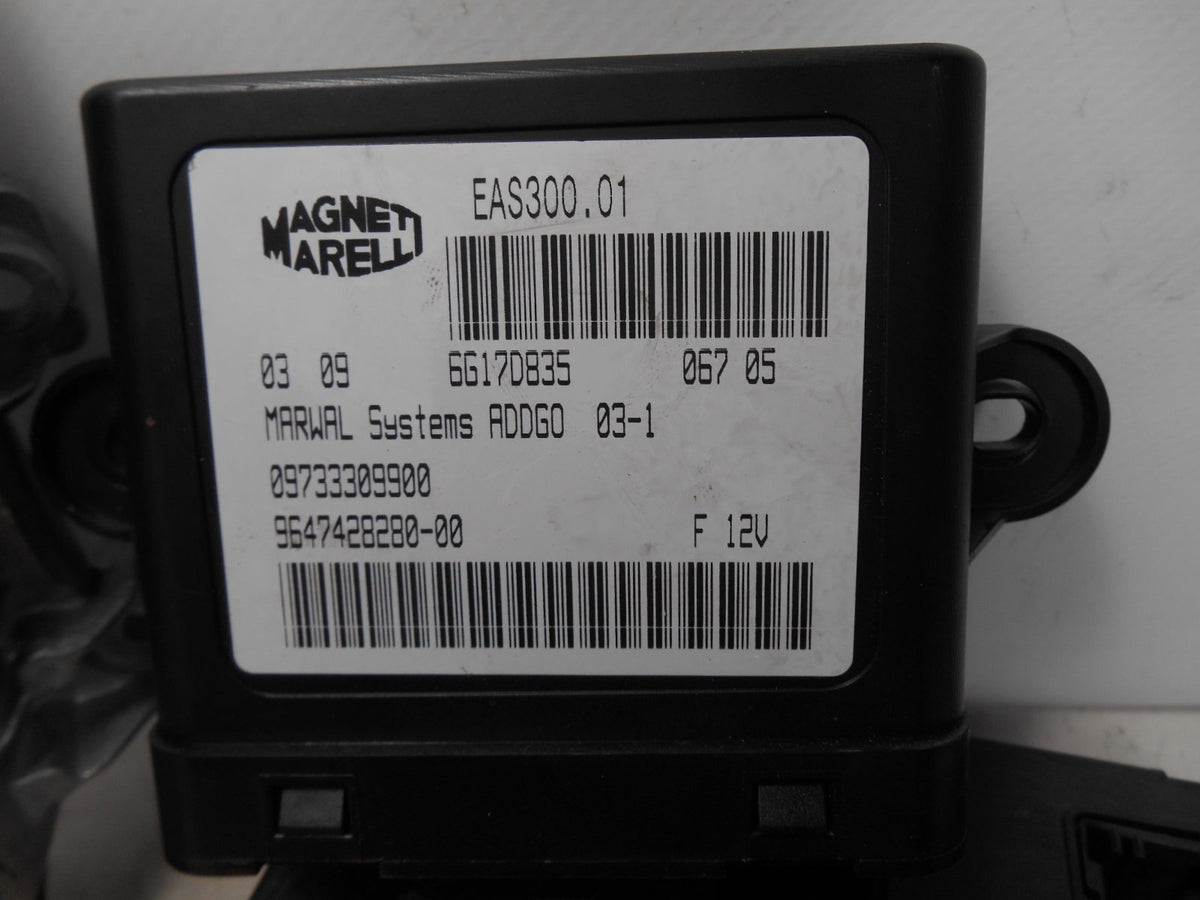 MAGNETI
MARELLI
EAS300.01
03 09 6G17D835 067 05
MARWAL Systems ADDGO 03-1
09733309900
9647428280-00 F 12V